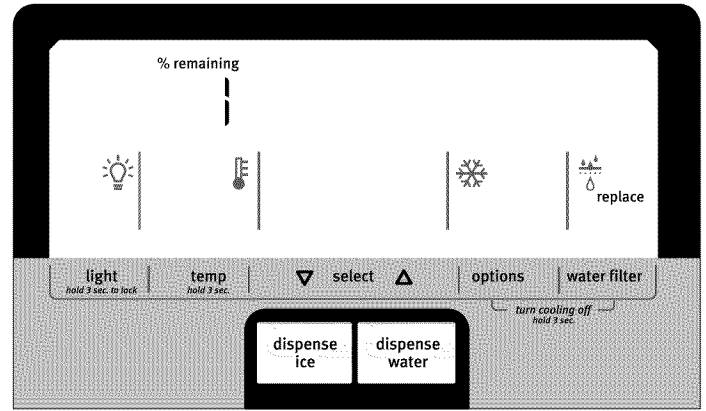 % remaining
1
replace
light temp select options water filter
hold 3 sec. to lock hold 3 sec.
turn cooling off
hold 3 sec.
dispense dispense
ice water